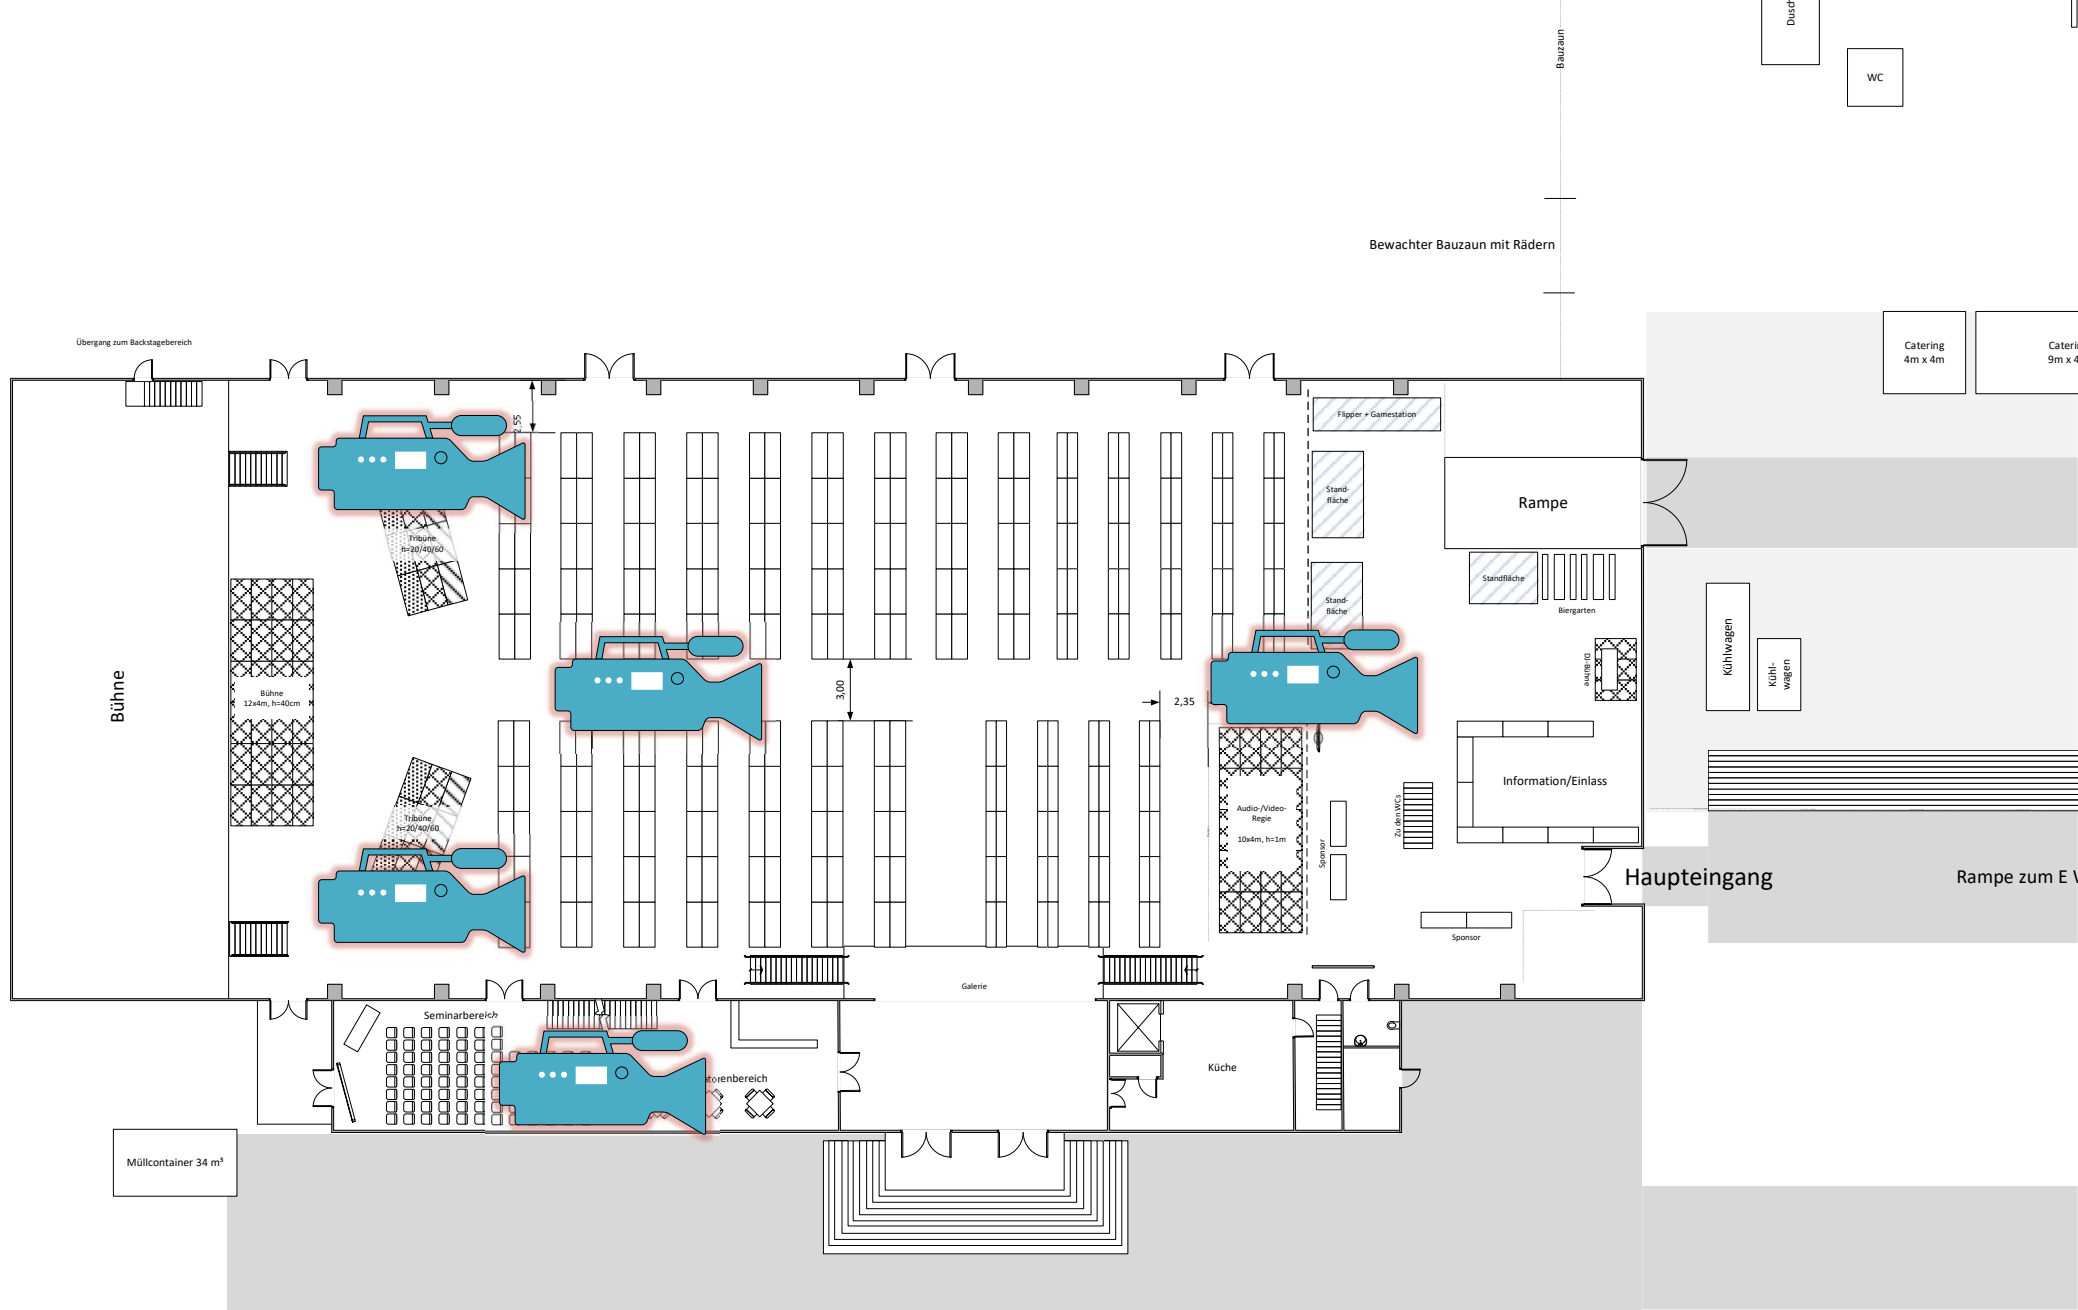 Dusch
Bauzaun
WC
Bewachter Bauzaun mit Rädern
Übergang zum Backstagebereich
Catering
4m x 4m
Cateri
9m x 4
2,55
Flipper + Gamestation
Stand-
fläche
Rampe
Tribüne
h=20/40/60
Stand-
fläche
Standfläche
Biergarten
Kühlwagen
Kühl-
wagen
DJ-Bühne
Bühne
Bühne
12x4m, h=40cm
3,00
2,35
Information/Einlass
Tribüne
h=20/40/60
Audio-/Video-
Regie
10x4m, h=1m
Zu den WCs
Sponsor
Haupteingang
Rampe zum E
Sponsor
Galerie
Seminarbereich
torenbereich
Küche
Müllcontainer 34 m³